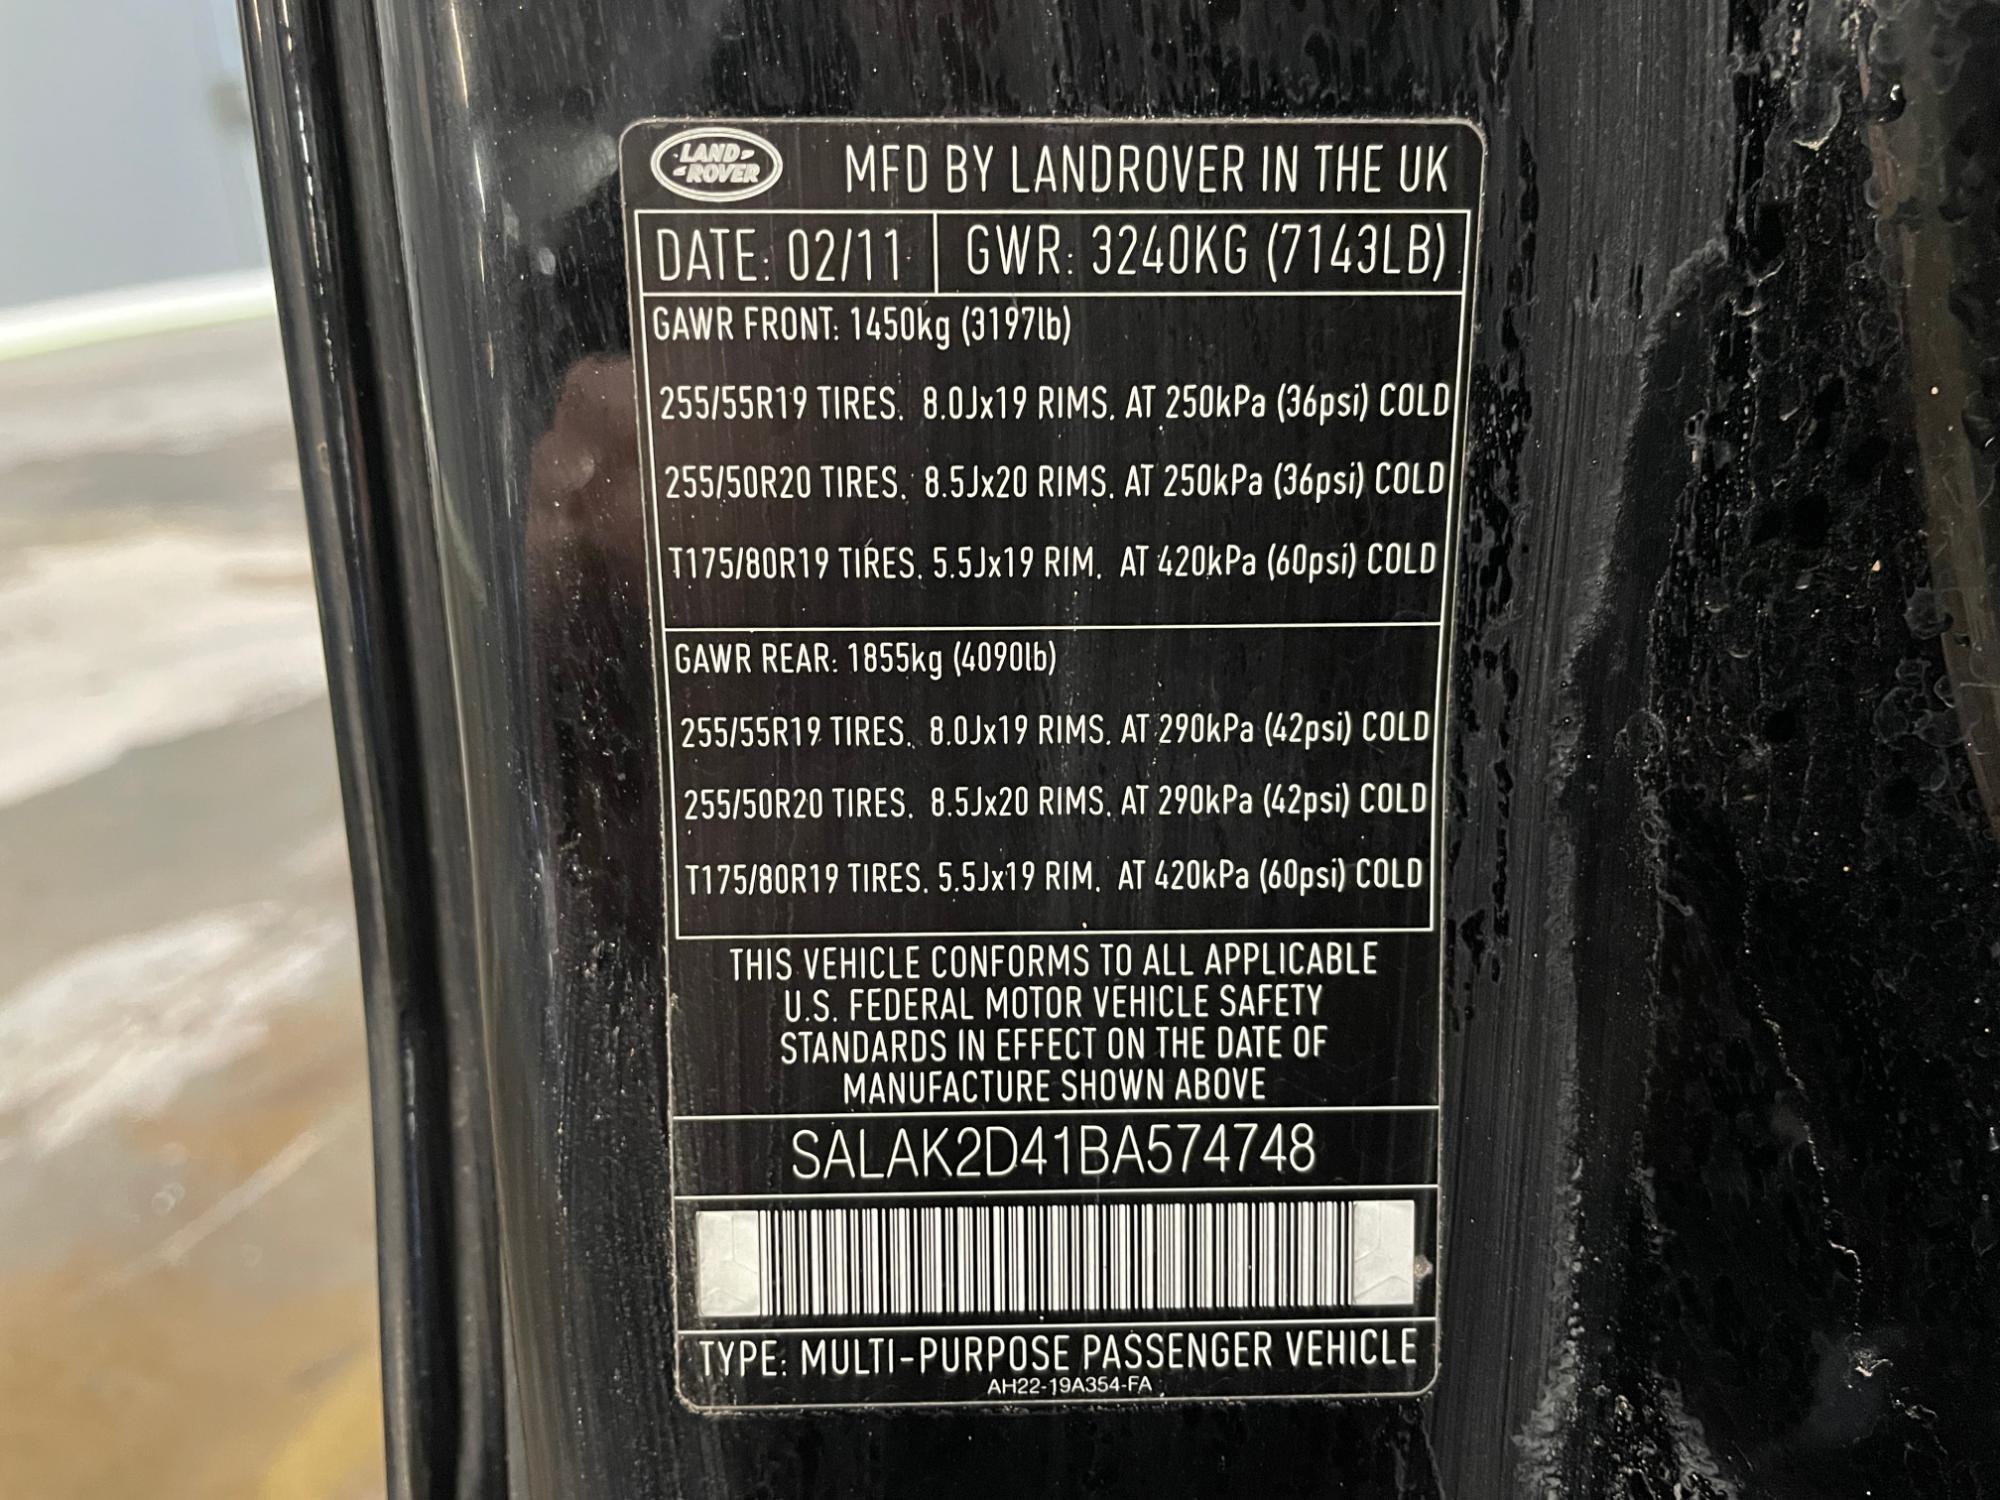 LAND-
-ROVER
MFD BY LANDROVER IN THE UK
DATE: 02/11 GWR: 3240KG (7143LB)
GAWR FRONT: 1450kg (3197lb)
255/55R19 TIRES. 8.0Jx19 RIMS. AT 250kPa (36psi) COLD
255/50R20 TIRES. 8.5Jx20 RIMS. AT 250kPa (36psi) COLD
T175/80R19 TIRES. 5.5Jx19 RIM. AT 420kPa (60psi) COLD
GAWR REAR: 1855kg (4090lb)
255/55R19 TIRES. 8.0Jx19 RIMS. AT 290kPa (42psi) COLD
255/50R20 TIRES. 8.5Jx20 RIMS. AT 290kPa (42psi) COLD
T175/80R19 TIRES. 5.5Jx19 RIM. AT 420kPa (60psi) COLD
THIS VEHICLE CONFORMS TO ALL APPLICABLE
U.S. FEDERAL MOTOR VEHICLE SAFETY
STANDARDS IN EFFECT ON THE DATE OF
MANUFACTURE SHOWN ABOVE
SALAK2D41BA574748
TYPE: MULTI-PURPOSE PASSENGER VEHICLE
AH22-19A354-FA